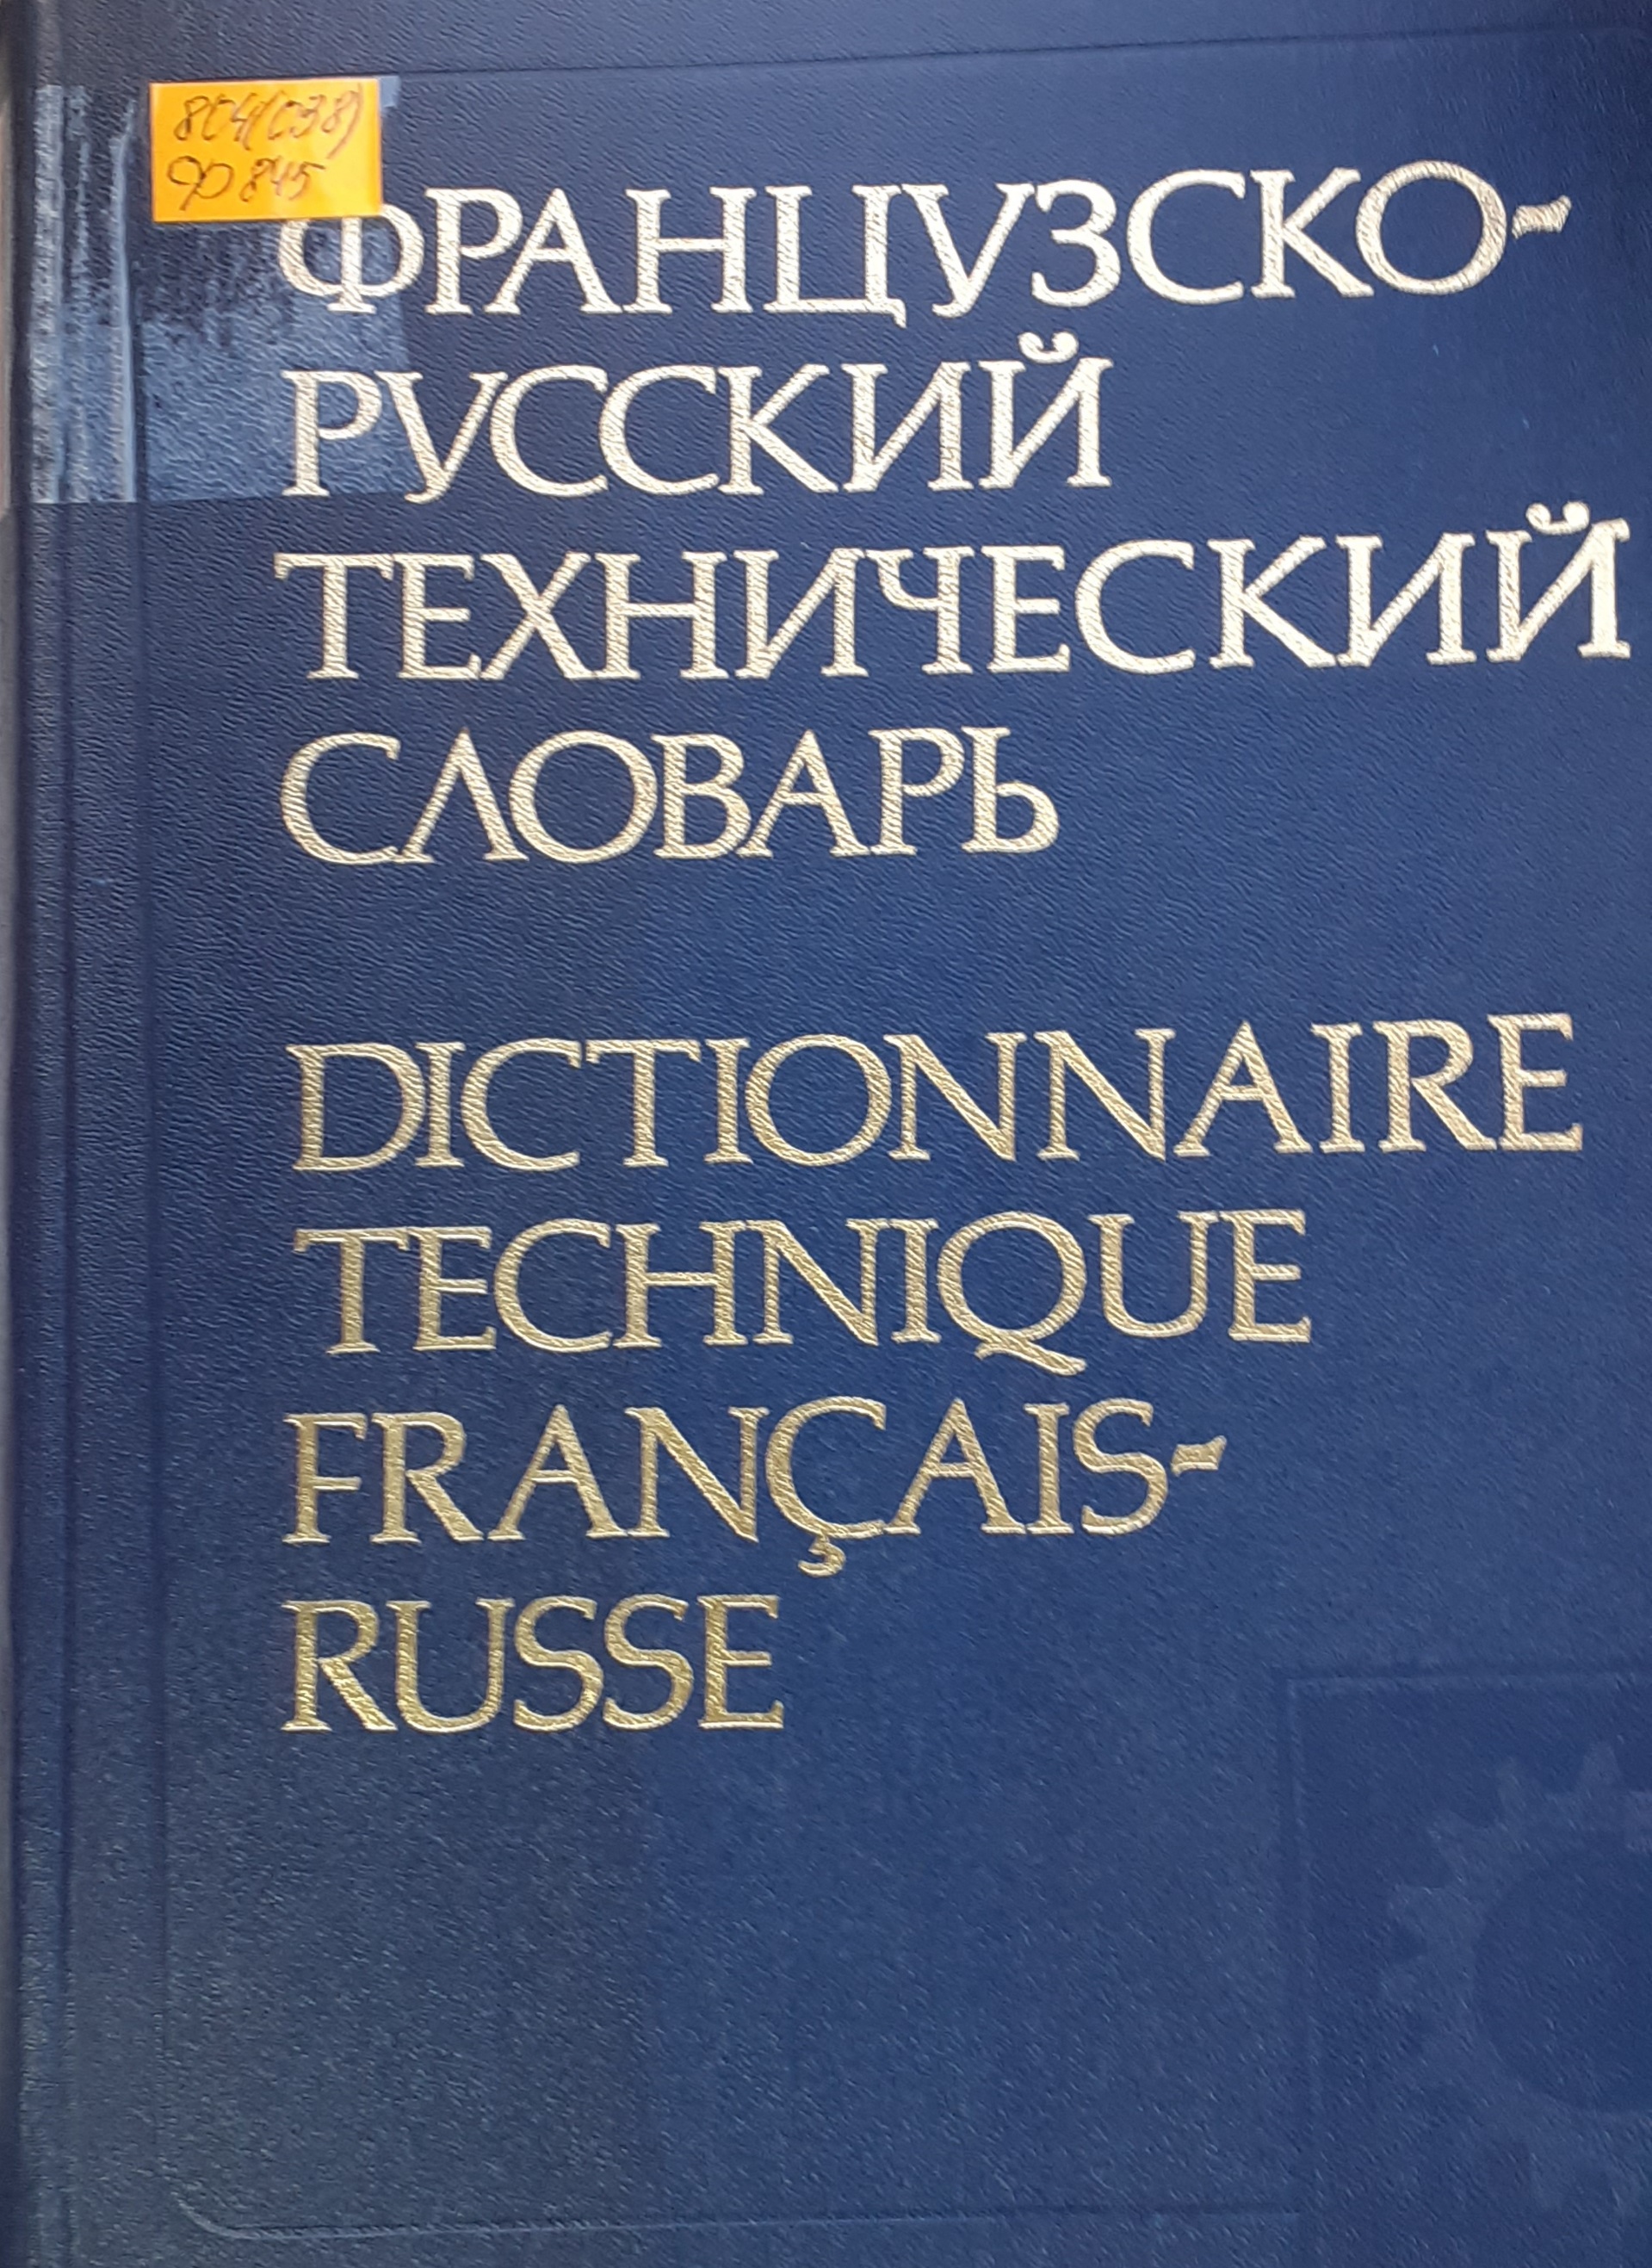 804(038)
Ф845
ФРАНЦУЗСКО-
РУССКИЙ
ТЕХНИЧЕСКИЙ
СЛОВАРЬ
DICTIONNAIRE
TECHNIQUE
FRANÇAIS-
RUSSE